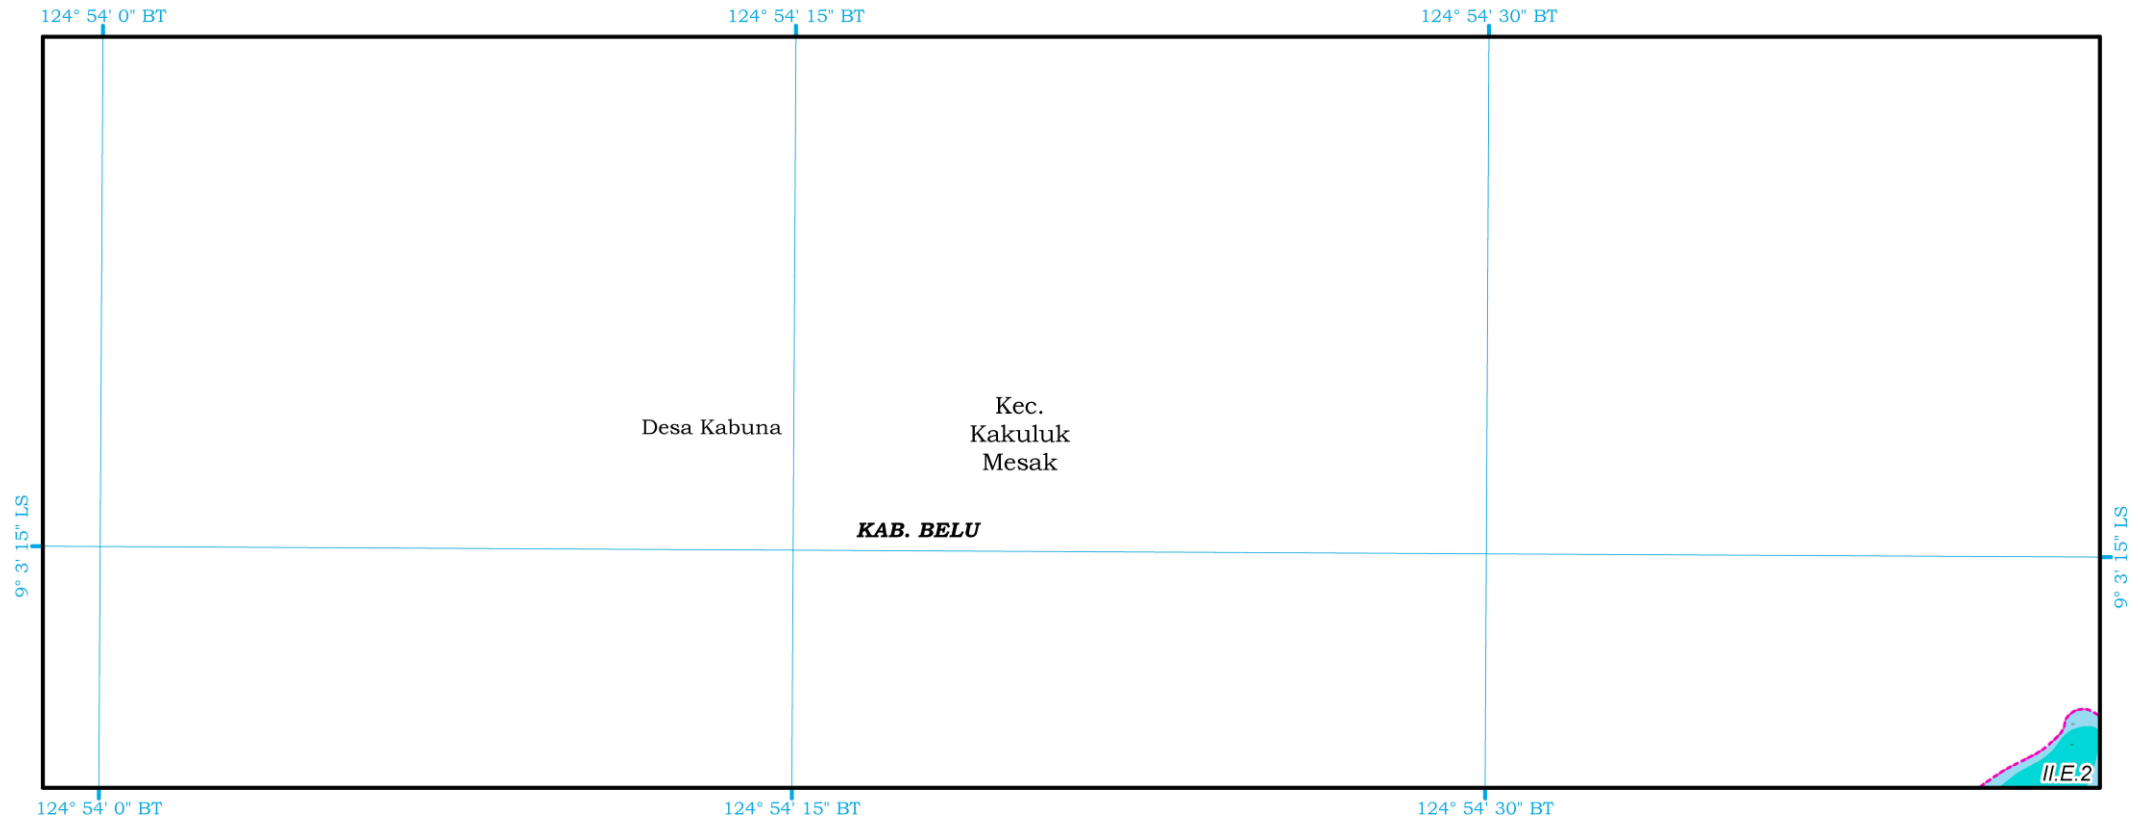 124° 54' 0" BT
124° 54' 15" BT
124° 54' 30" BT
Desa Kabuna
Kec.
Kakuluk
Mesak
KAB. BELU
9° 3' 15" LS
9° 3' 15" LS
II.E.2
124° 54' 0" BT
124° 54' 15" BT
124° 54' 30" BT